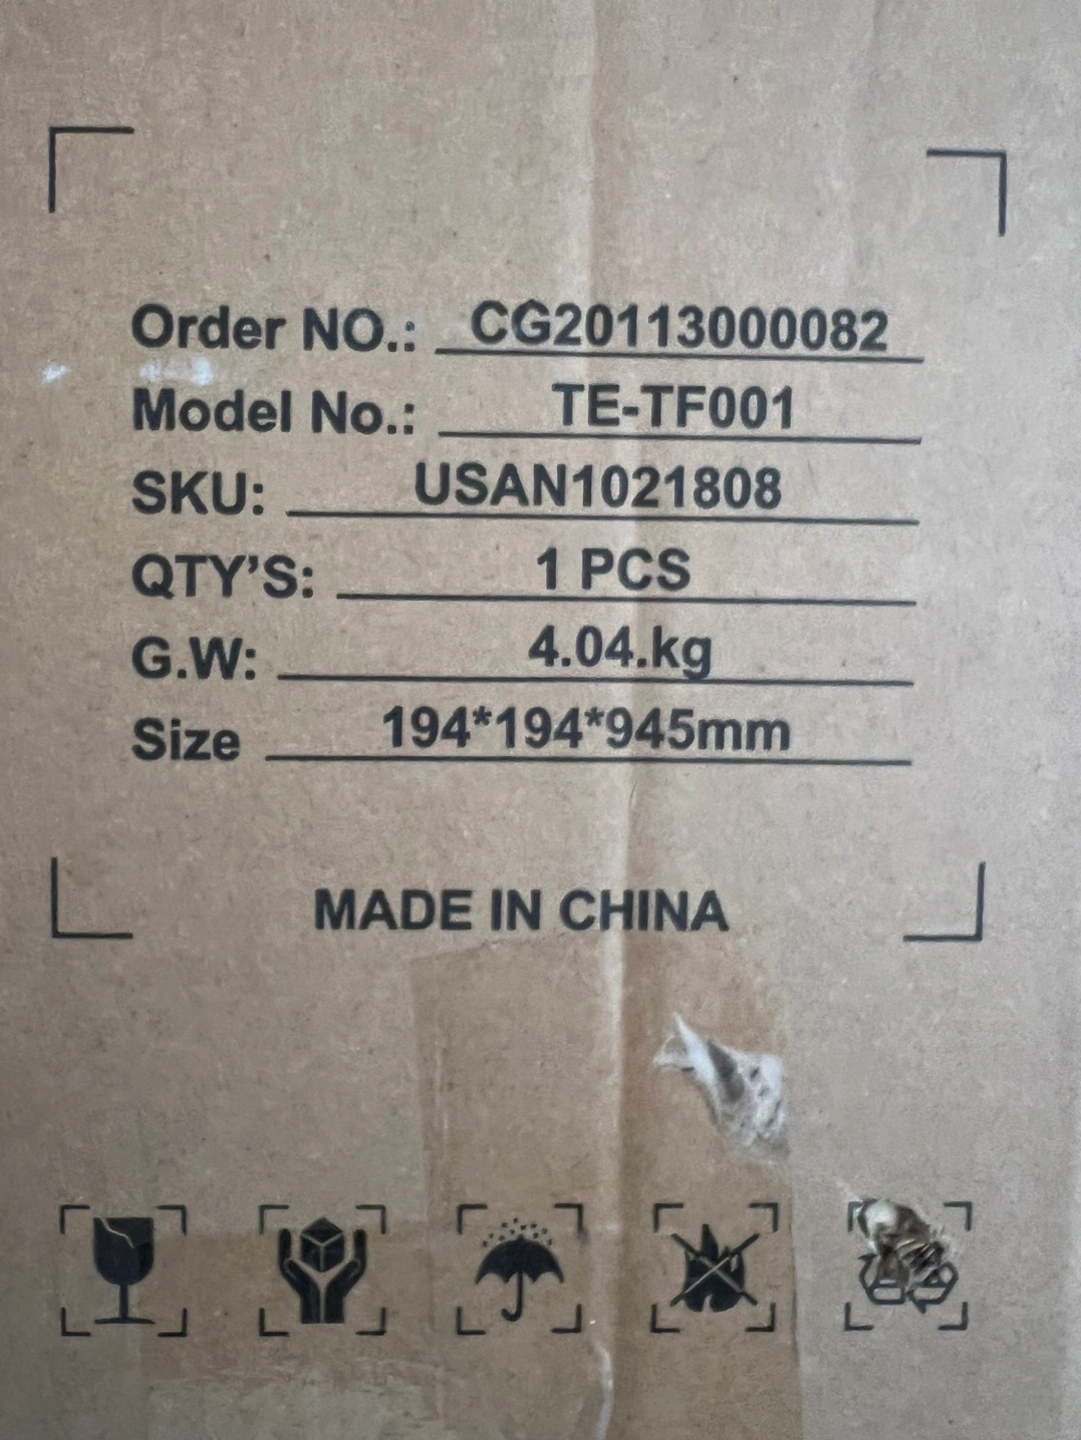 Order NO.: CG20113000082
Model No.: TE-TF001
SKU: USAN1021808
QTY’S: 1 PCS
G.W: 4.04.kg
Size 194*194*945mm
MADE IN CHINA